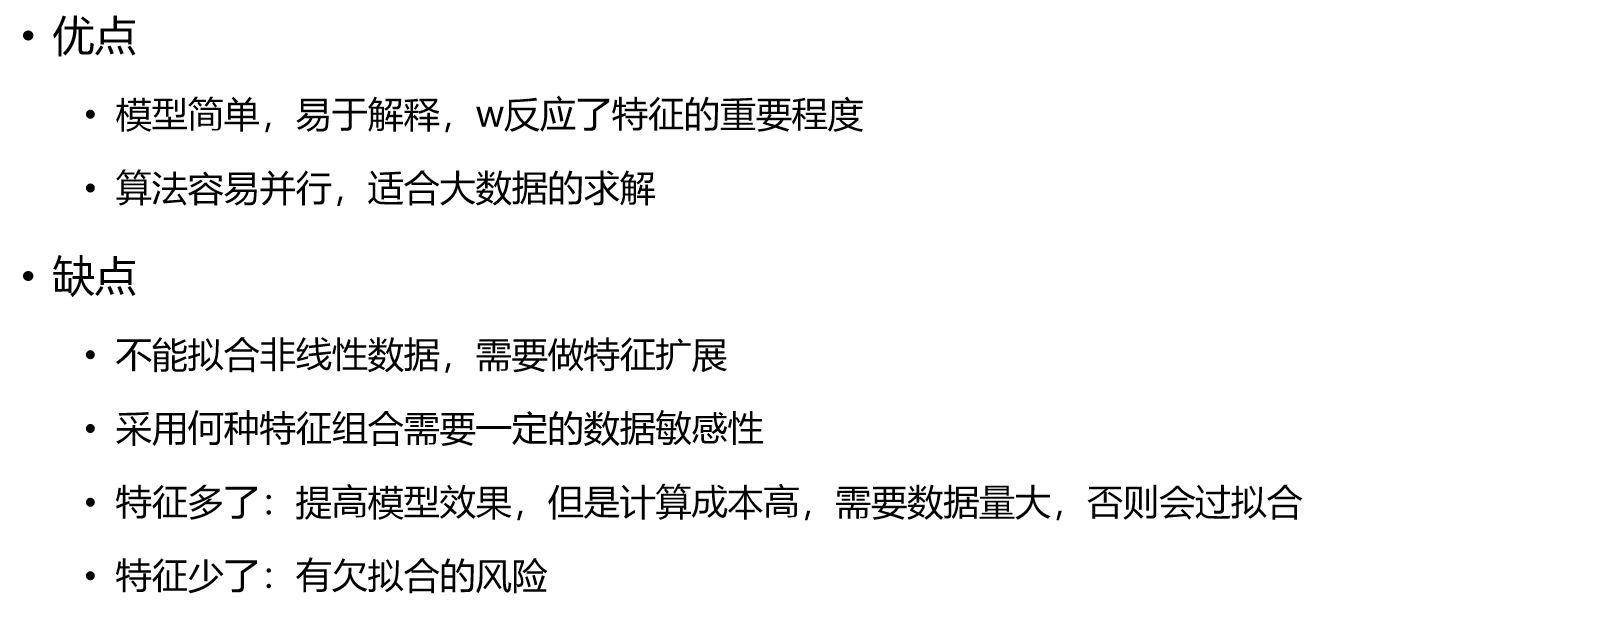 • 优点
• 模型简单，易于解释，w反应了特征的重要程度
• 算法容易并行，适合大数据的求解
• 缺点
• 不能拟合非线性数据，需要做特征扩展
• 采用何种特征组合需要一定的数据敏感性
• 特征多了：提高模型效果，但是计算成本高，需要数据量大，否则会过拟合
• 特征少了：有欠拟合的风险